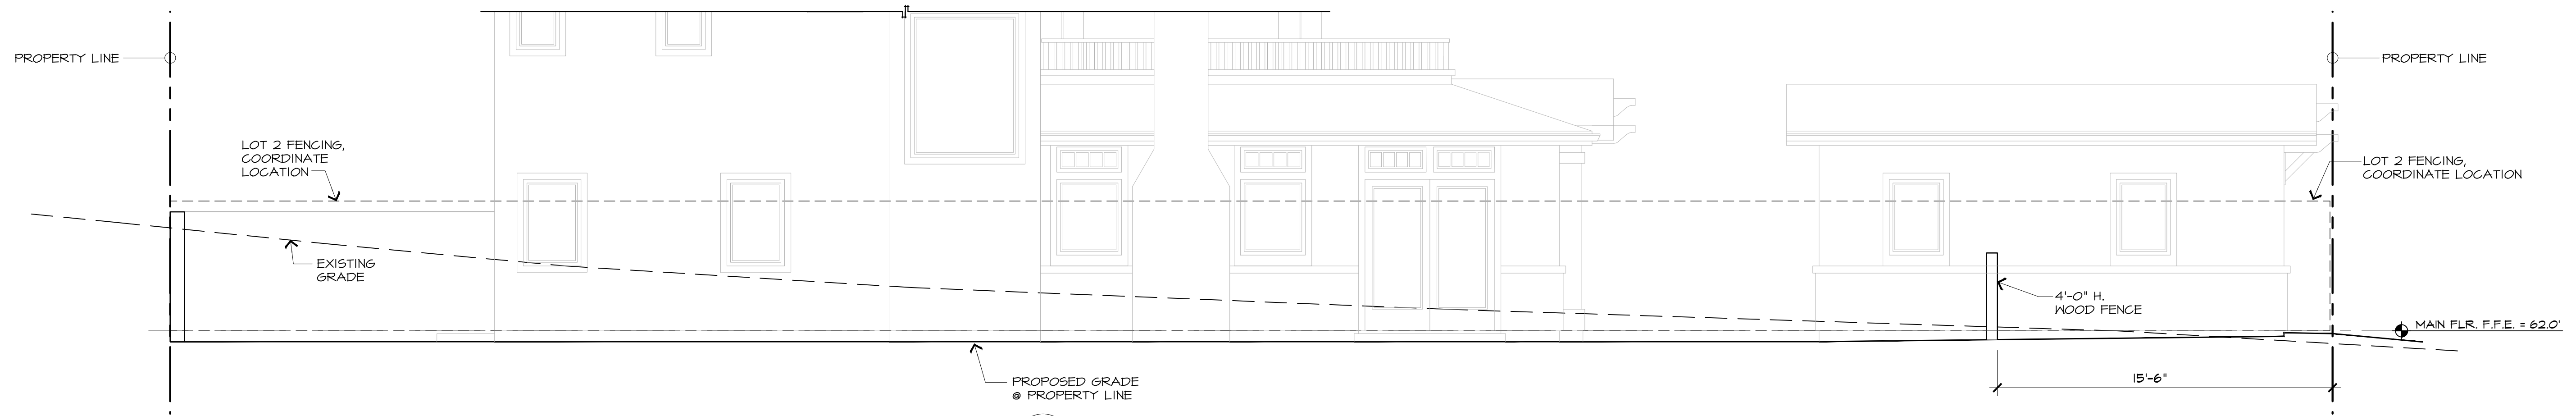 PROPERTY LINE
PROPERTY LINE
LOT 2 FENCING,
COORDINATE
LOCATION
LOT 2 FENCING,
COORDINATE LOCATION
EXISTING
GRADE
4'-0" H.
WOOD FENCE
MAIN FLR. F.F.E. = 62.0'
PROPOSED GRADE
@ PROPERTY LINE
15'-6"